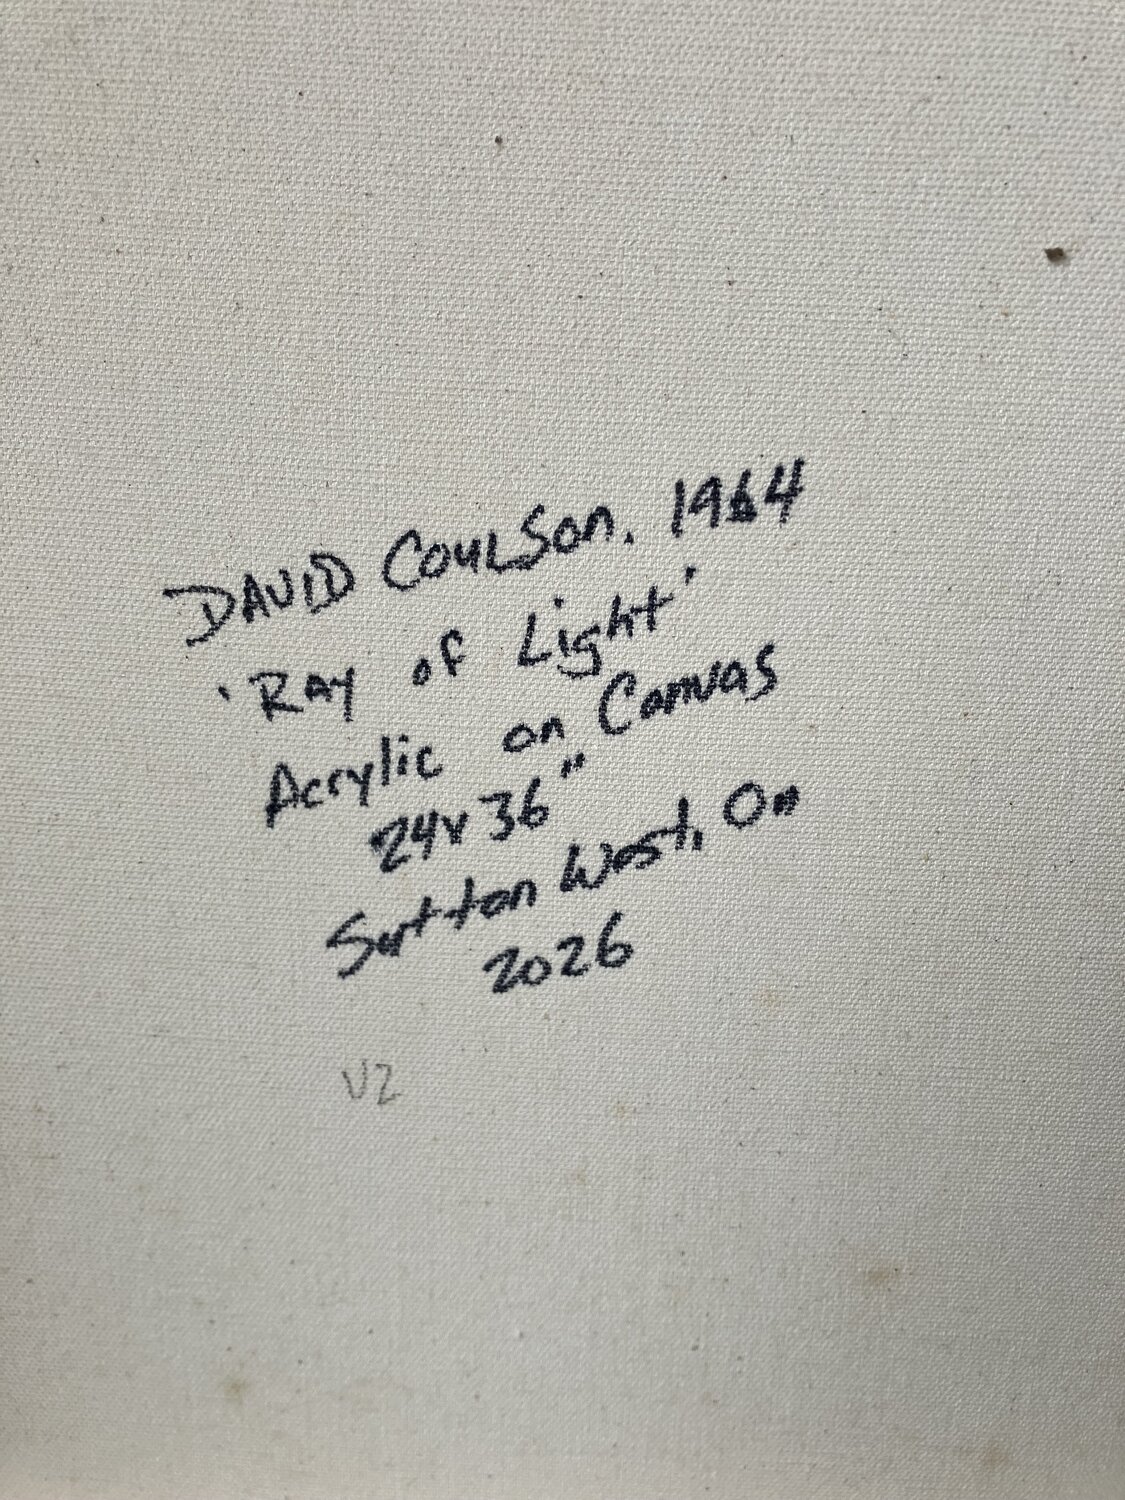 DAVID COULSON. 1964
'RAY of Light'
Acrylic on Canvas
24x36"
Sutton West, On
2026
V2